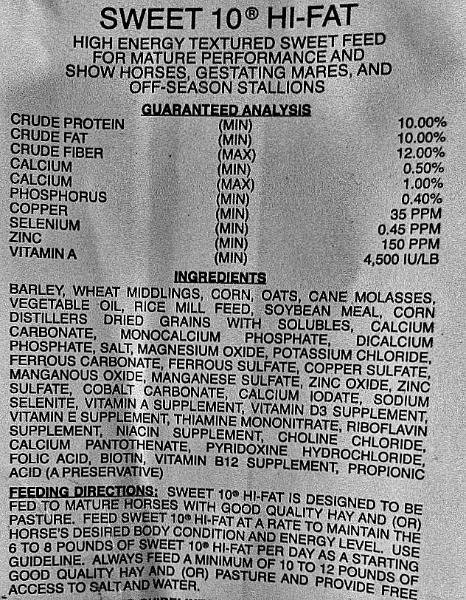 SWEET 10® HI-FAT
HIGH ENERGY TEXTURED SWEET FEED
FOR MATURE PERFORMANCE AND
SHOW HORSES, GESTATING MARES, AND
OFF-SEASON STALLIONS
GUARANTEED ANALYSIS
CRUDE PROTEIN (MIN) 10.00%
CRUDE FAT (MIN) 10.00%
CRUDE FIBER (MAX) 12.00%
CALCIUM (MIN) 0.50%
CALCIUM (MAX) 1.00%
PHOSPHORUS (MIN) 0.40%
COPPER (MIN) 35 PPM
SELENIUM (MIN) 0.45 PPM
ZINC (MIN) 150 PPM
VITAMIN A (MIN) 4,500 IU/LB
INGREDIENTS
BARLEY, WHEAT MIDDLINGS, CORN, OATS, CANE MOLASSES,
VEGETABLE OIL, RICE MILL FEED, SOYBEAN MEAL, CORN
DISTILLERS DRIED GRAINS WITH SOLUBLES, CALCIUM
CARBONATE, MONOCALCIUM PHOSPHATE, DICALCIUM
PHOSPHATE, SALT, MAGNESIUM OXIDE, POTASSIUM CHLORIDE,
FERROUS CARBONATE, FERROUS SULFATE, COPPER SULFATE,
MANGANOUS OXIDE, MANGANESE SULFATE, ZINC OXIDE, ZINC
SULFATE, COBALT CARBONATE, CALCIUM IODATE, SODIUM
SELENITE, VITAMIN A SUPPLEMENT, VITAMIN D3 SUPPLEMENT,
VITAMIN E SUPPLEMENT, THIAMINE MONONITRATE, RIBOFLAVIN
SUPPLEMENT, NIACIN SUPPLEMENT, CHOLINE CHLORIDE,
CALCIUM PANTOTHENATE, PYRIDOXINE HYDROCHLORIDE,
FOLIC ACID, BIOTIN, VITAMIN B12 SUPPLEMENT, PROPIONIC
ACID (A PRESERVATIVE)
FEEDING DIRECTIONS: SWEET 10® HI-FAT IS DESIGNED TO BE
FED TO MATURE HORSES WITH GOOD QUALITY HAY AND (OR)
PASTURE. FEED SWEET 10® HI-FAT AT A RATE TO MAINTAIN THE
HORSE'S DESIRED BODY CONDITION AND ENERGY LEVEL. USE
6 TO 8 POUNDS OF SWEET 10® HI-FAT PER DAY AS A STARTING
GUIDELINE. ALWAYS FEED A MINIMUM OF 10 TO 12 POUNDS OF
GOOD QUALITY HAY AND (OR) PASTURE AND PROVIDE FREE
ACCESS TO SALT AND WATER.